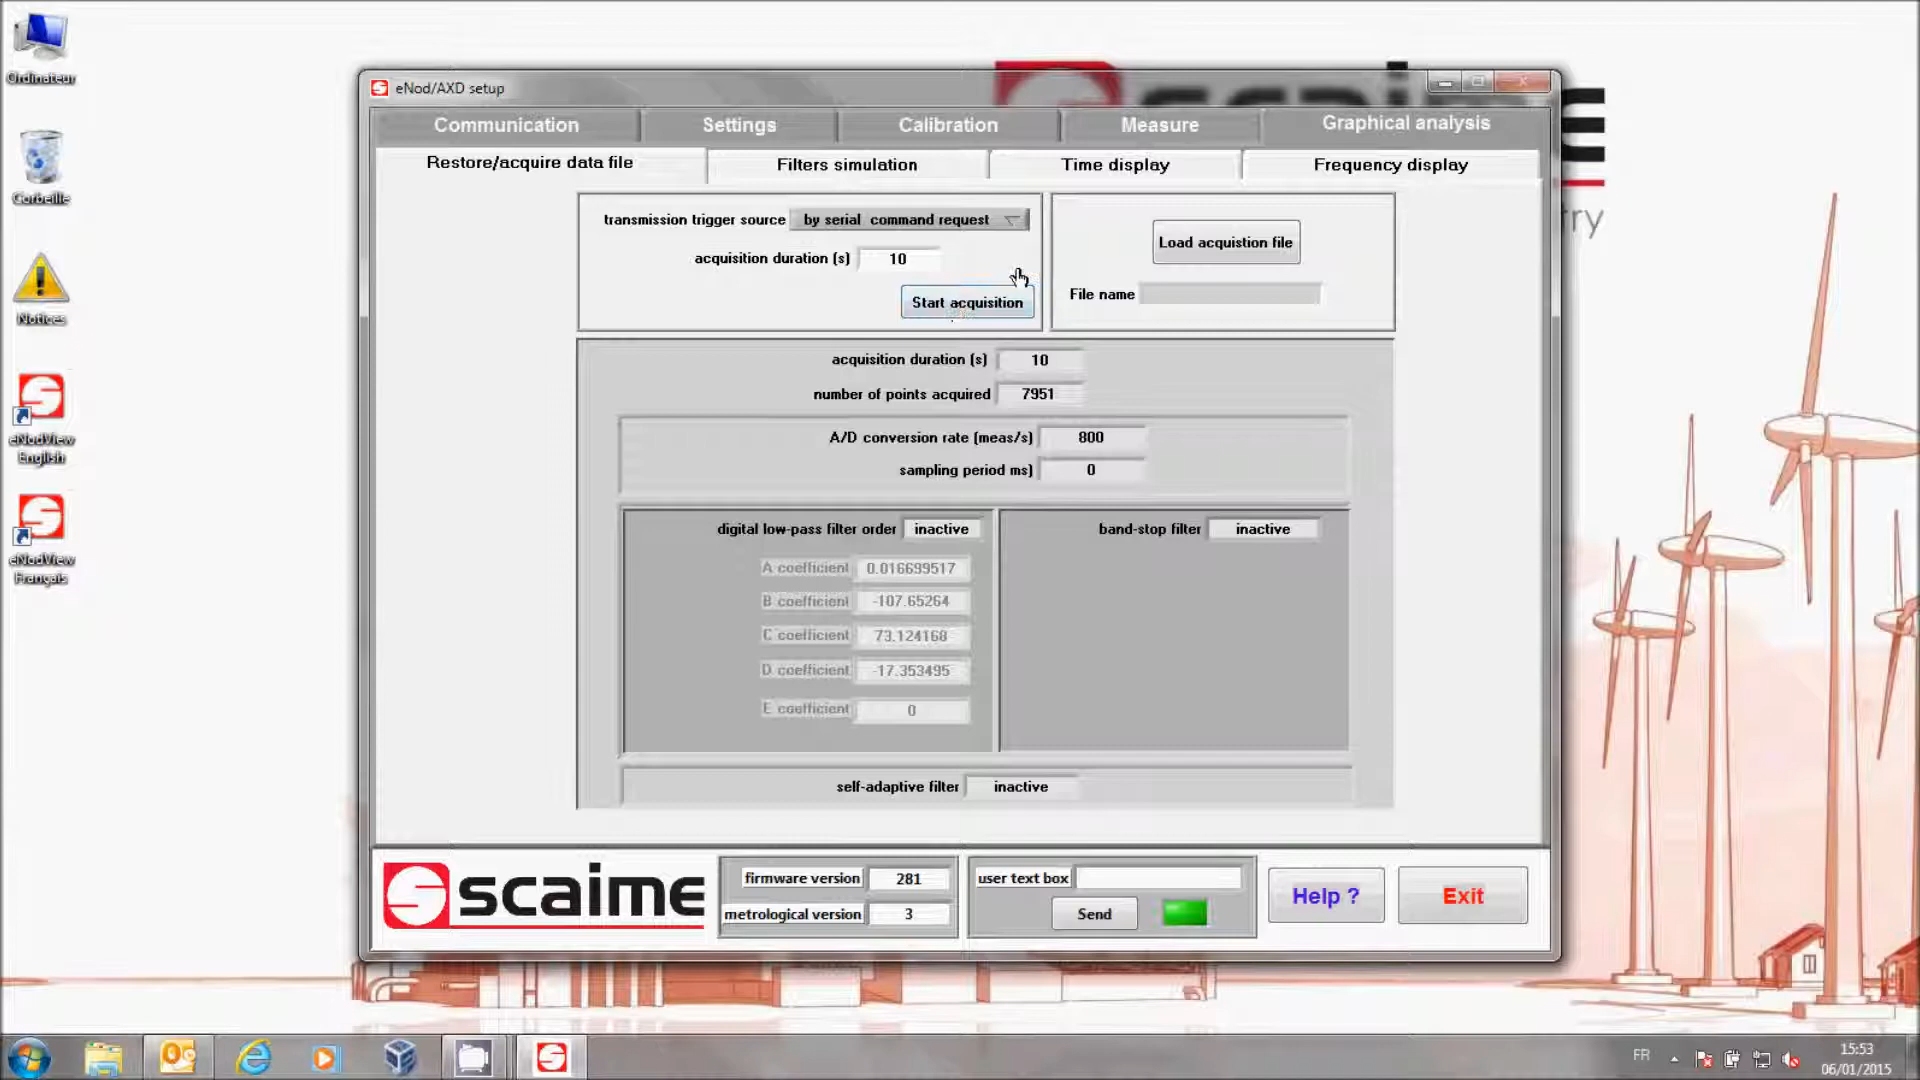 Ordinateur
Corbeille
Notices
eNodView
English
eNodView
Français
eNod/AXD setup
Communication
Settings
Calibration
Measure
Graphical analysis
Restore/acquire data file
Filters simulation
Time display
Frequency display
transmission trigger source by serial command request
acquisition duration (s) 10
Start acquisition
Load acquistion file
File name
acquisition duration (s) 10
number of points acquired 7951
A/D conversion rate (meas/s) 800
sampling period ms) 0
digital low-pass filter order inactive
A coefficient 0.016699517
B coefficient -107.65264
C coefficient 73.124168
D coefficient -17.353495
E coefficient 0
band-stop filter inactive
self-adaptive filter inactive
scaime
firmware version 281
metrological version 3
user text box
Send
Help ?
Exit
FR
15:53
06/01/2015